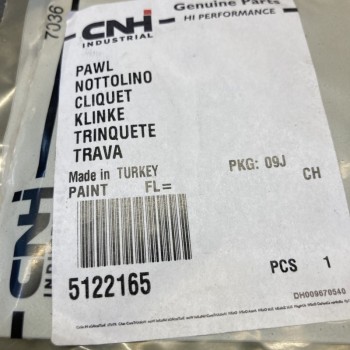 7036
Genuine Parts
CNH
INDUSTRIAL
HI PERFORMANCE
PAWL
NOTTOLINO
CLIQUET
KLINKE
TRINQUETE
TRAVA
Made in TURKEY
PKG: 09J
CH
PAINT FL=
5122165
PCS 1
DH009670540